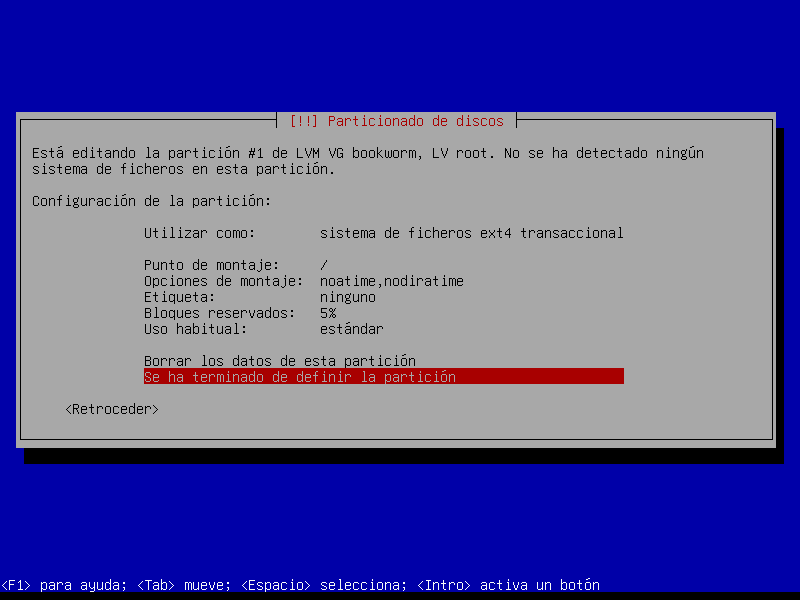 [!!] Particionado de discos
Está editando la partición #1 de LVM VG bookworm, LV root. No se ha detectado ningún
sistema de ficheros en esta partición.
Configuración de la partición:
Utilizar como: sistema de ficheros ext4 transaccional
Punto de montaje: /
Opciones de montaje: noatime,nodiratime
Etiqueta: ninguno
Bloques reservados: 5%
Uso habitual: estándar
Borrar los datos de esta partición
Se ha terminado de definir la partición
<Retroceder>
<F1> para ayuda; <Tab> mueve; <Espacio> selecciona; <Intro> activa un botón